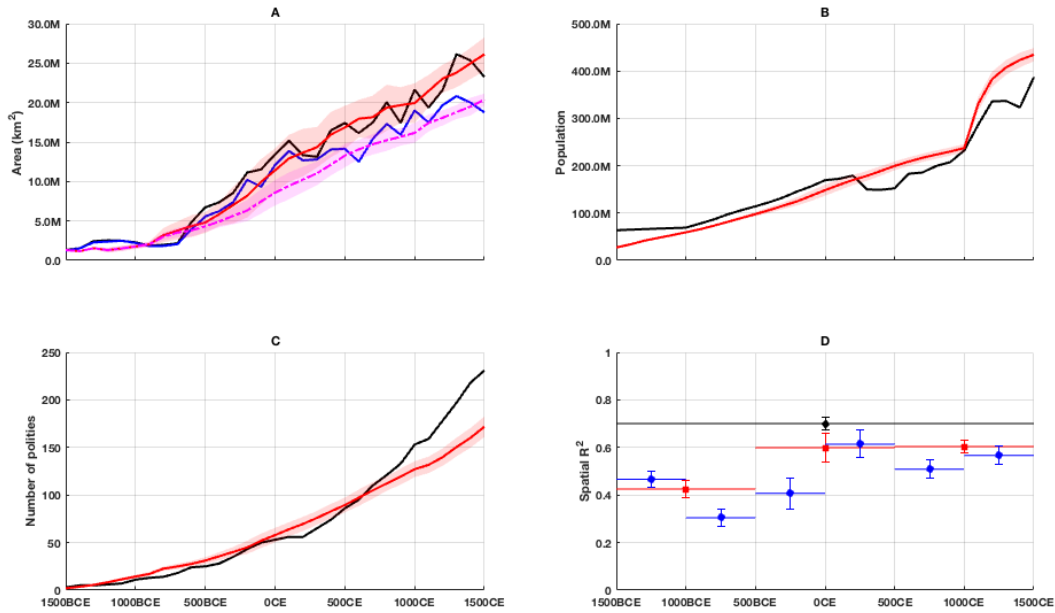 A
30.0M
25.0M
20.0M
15.0M
10.0M
5.0M
0.0
Area (km²)
B
500.0M
400.0M
300.0M
200.0M
100.0M
0.0
Population
C
250
200
150
100
50
0
Number of polities
1500BCE 1000BCE 500BCE 0CE 500CE 1000CE 1500CE
D
1
0.8
0.6
0.4
0.2
0
Spatial R²
1500BCE 1000BCE 500BCE 0CE 500CE 1000CE 1500CE